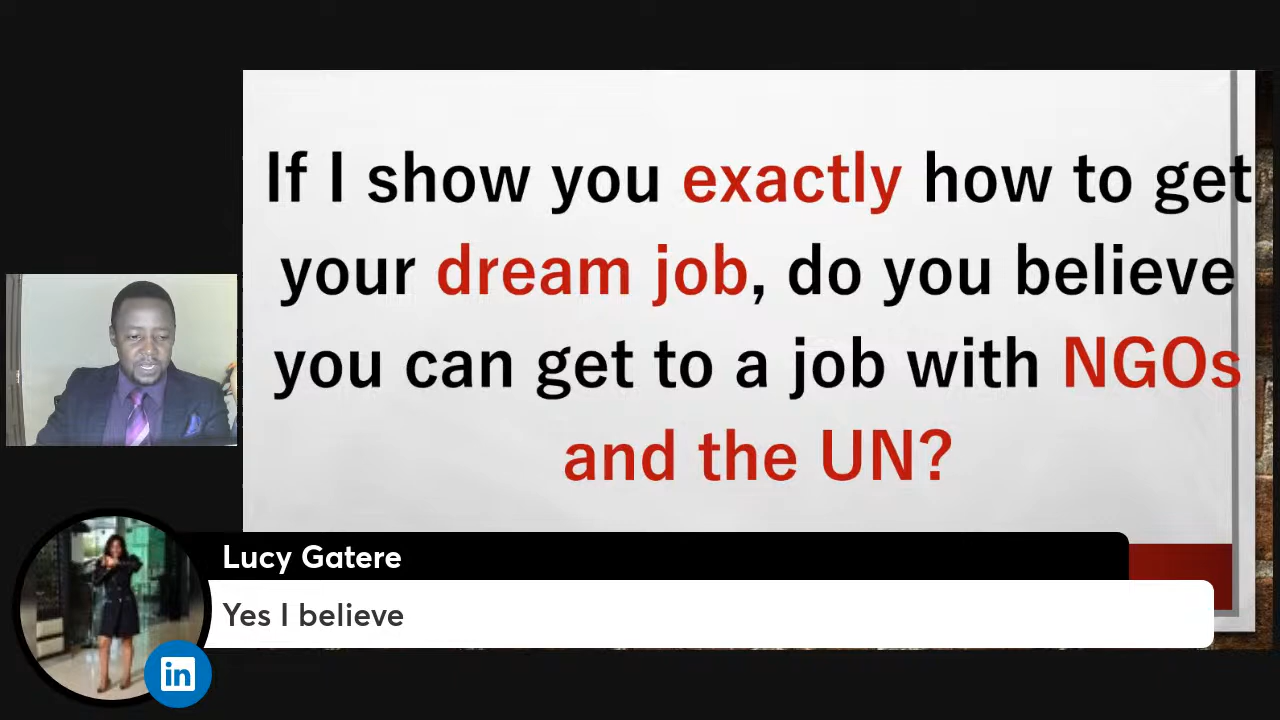 If I show you exactly how to get
your dream job, do you believe
you can get to a job with NGOs
and the UN?
Lucy Gatere
Yes I believe
in